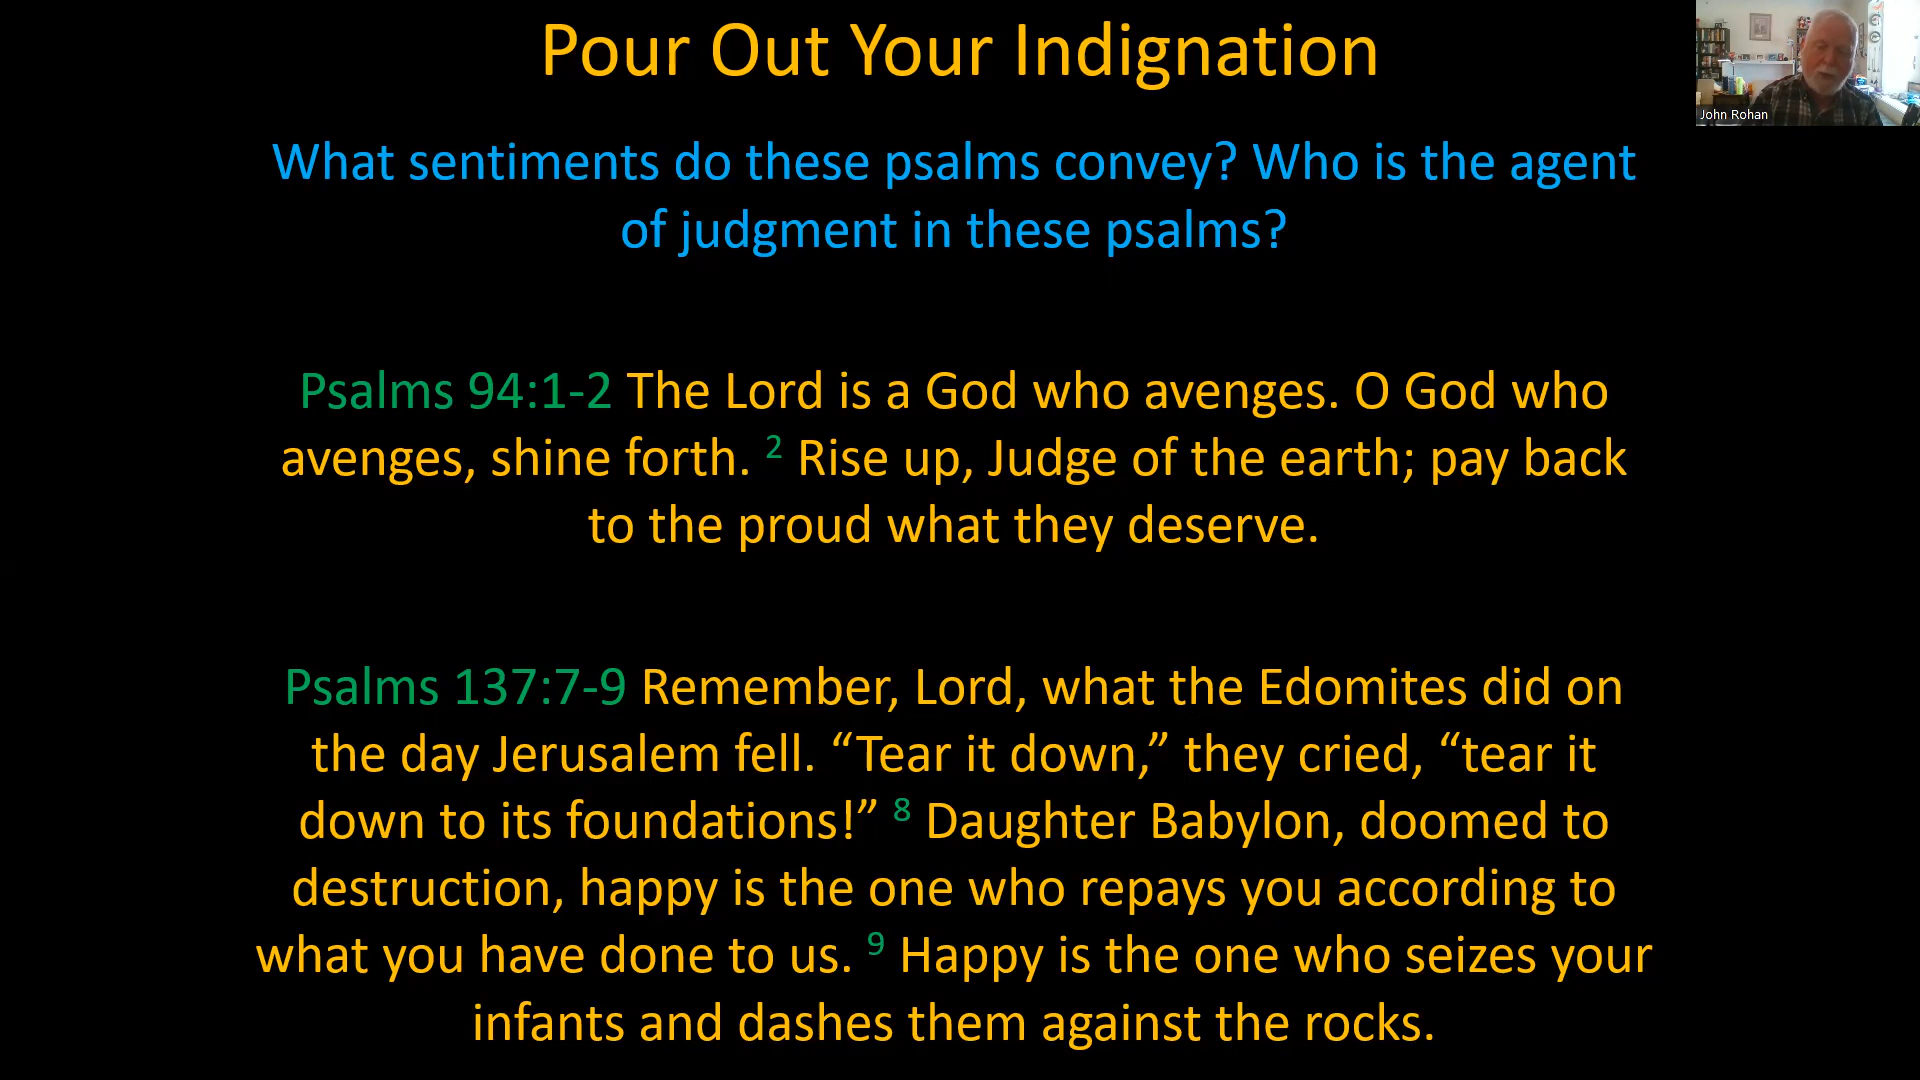 Pour Out Your Indignation
John Rohan
What sentiments do these psalms convey? Who is the agent
of judgment in these psalms?
Psalms 94:1-2 The Lord is a God who avenges. O God who
avenges, shine forth. 2 Rise up, Judge of the earth; pay back
to the proud what they deserve.
Psalms 137:7-9 Remember, Lord, what the Edomites did on
the day Jerusalem fell. “Tear it down,” they cried, “tear it
down to its foundations!” 8 Daughter Babylon, doomed to
destruction, happy is the one who repays you according to
what you have done to us. 9 Happy is the one who seizes your
infants and dashes them against the rocks.